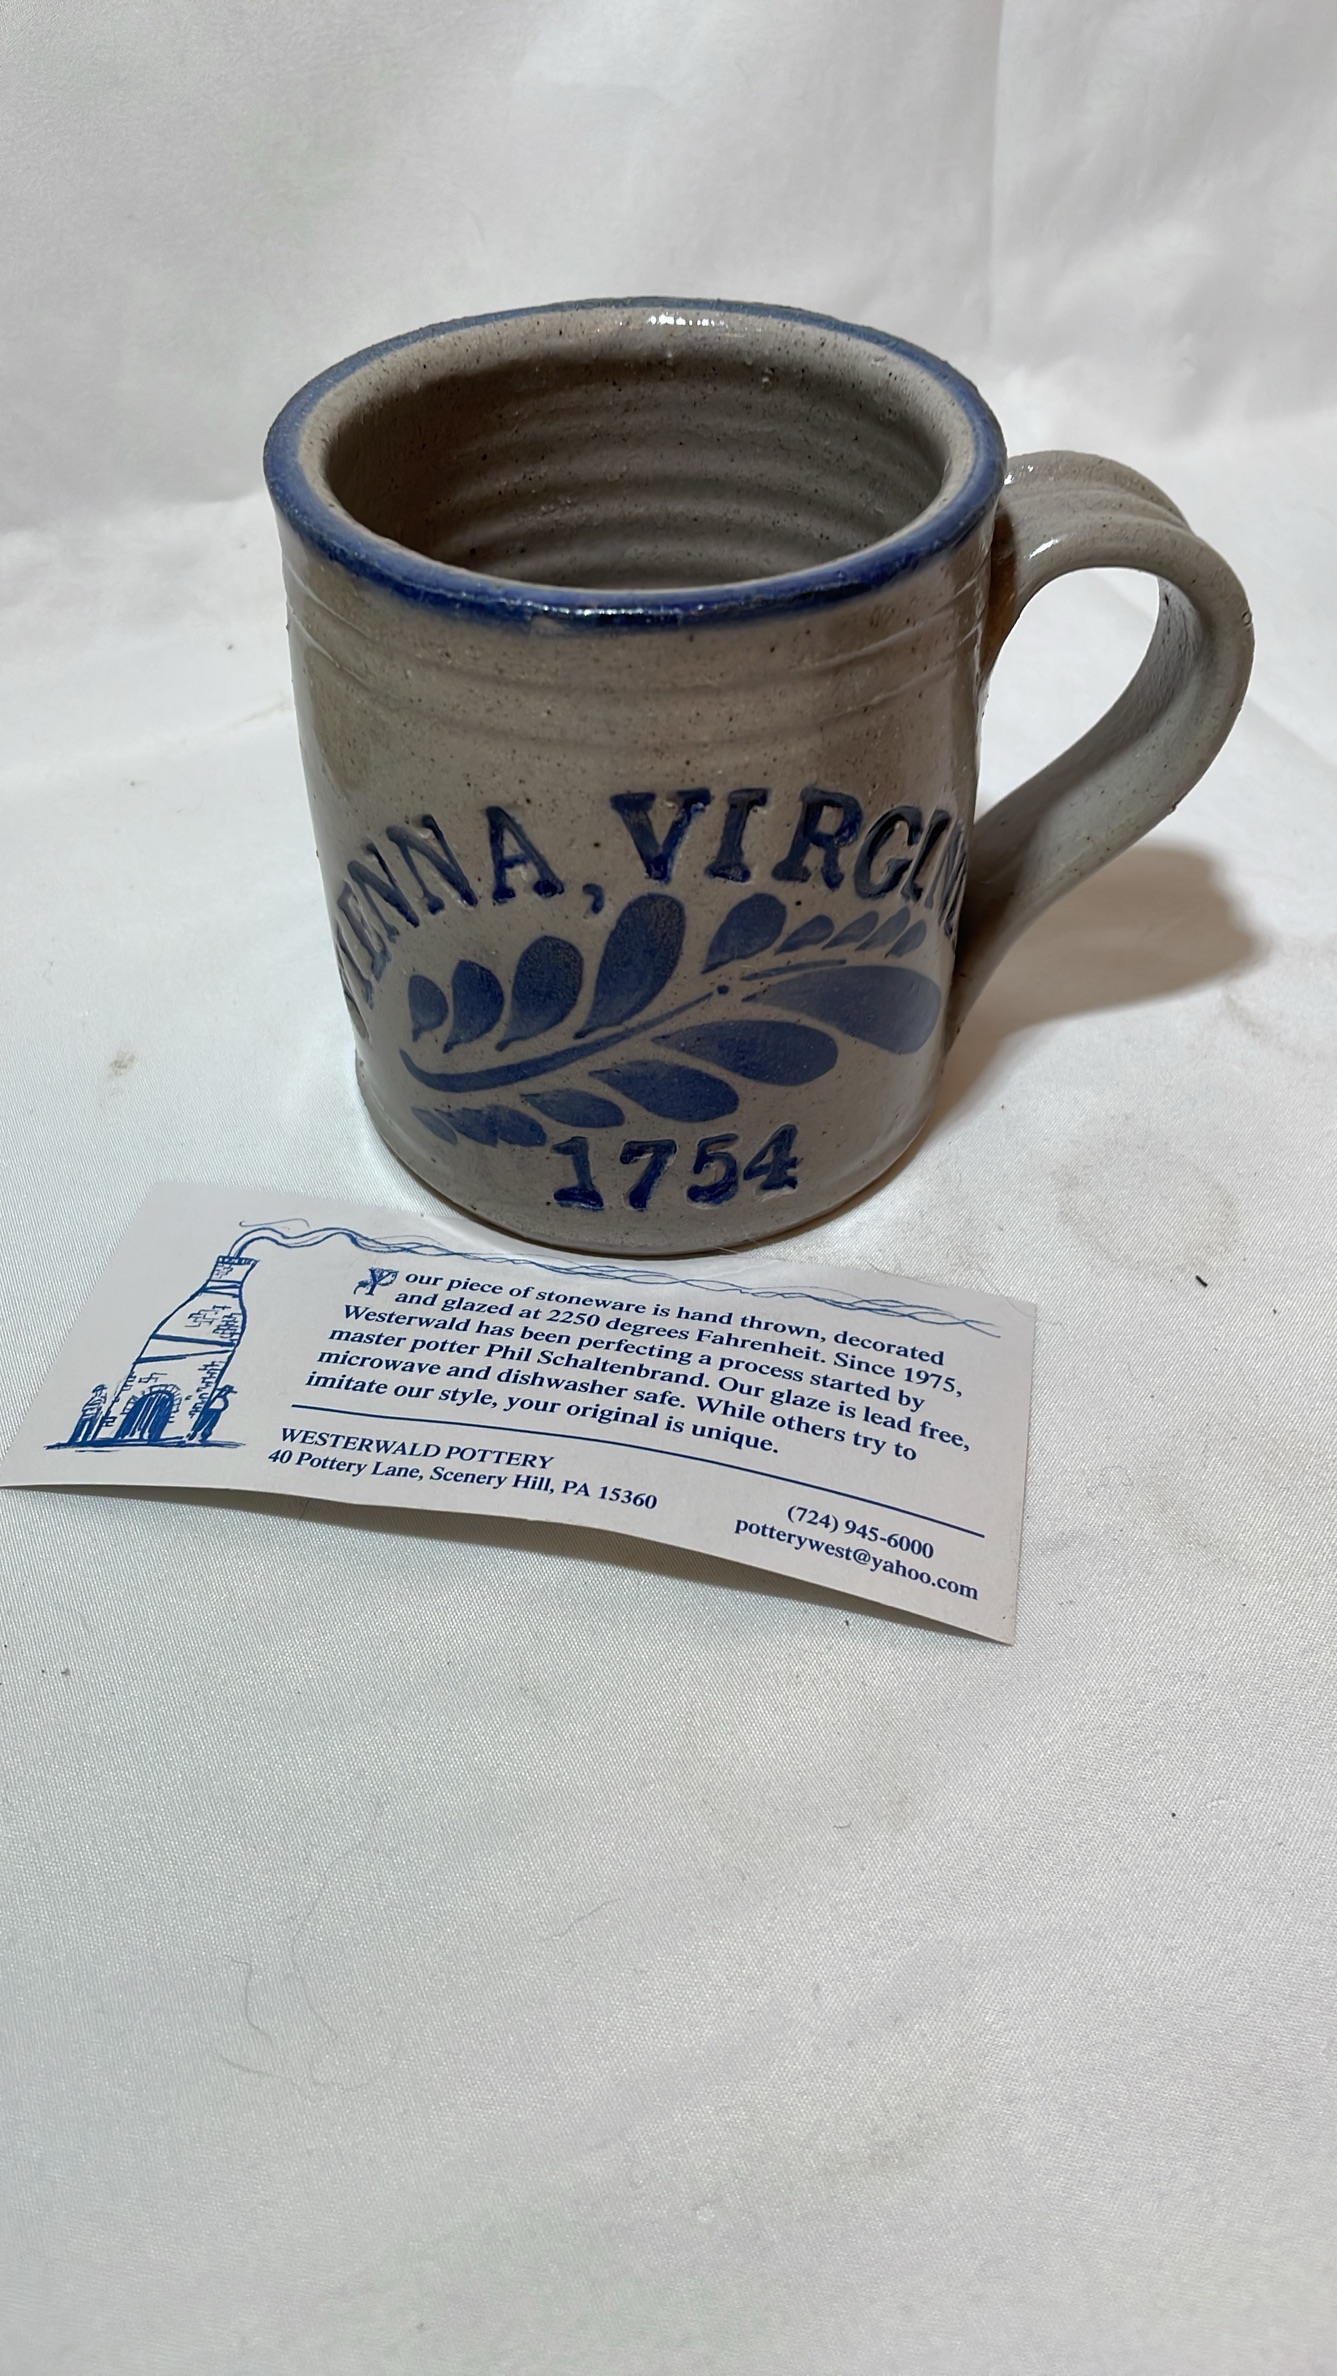 VIENNA, VIRGINI
1754
Your piece of stoneware is hand thrown, decorated
and glazed at 2250 degrees Fahrenheit. Since 1975,
Westerwald has been perfecting a process started by
master potter Phil Schaltenbrand. Our glaze is lead free,
microwave and dishwasher safe. While others try to
imitate our style, your original is unique.
WESTERWALD POTTERY
40 Pottery Lane, Scenery Hill, PA 15360
(724) 945-6000
potterywest@yahoo.com